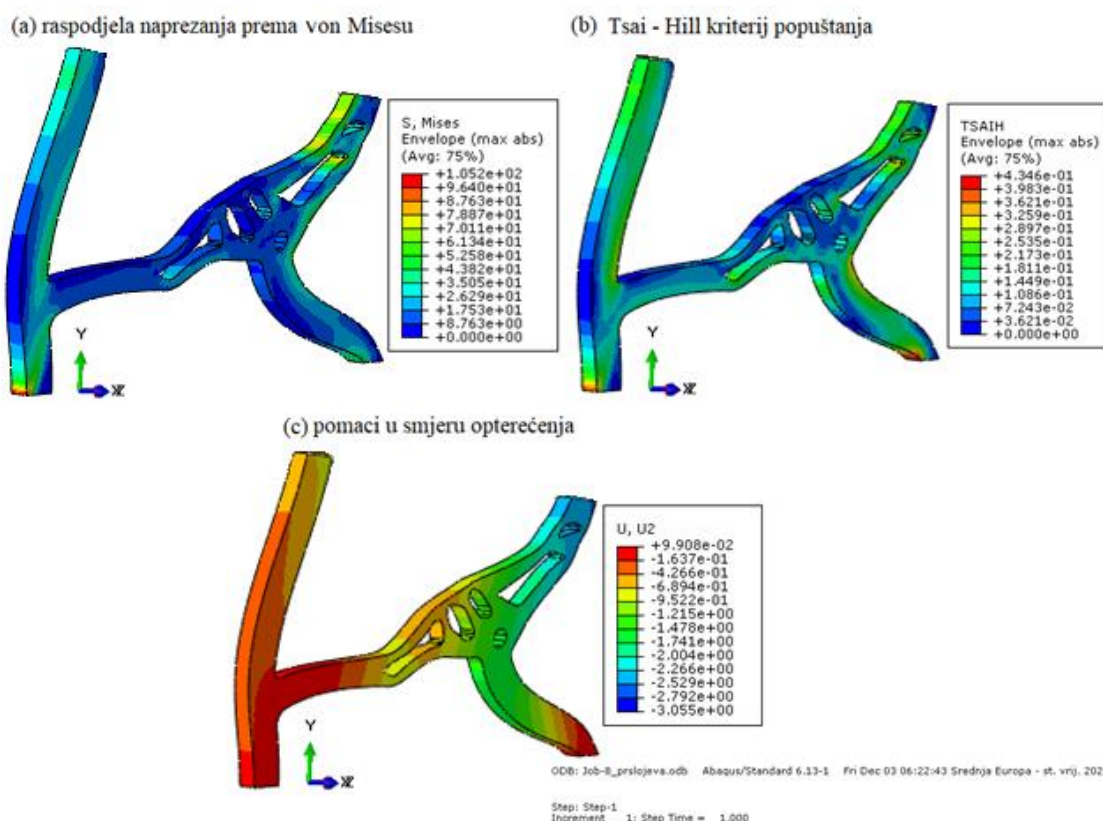 (a) raspodjela naprezanja prema von Misesu
(b) Tsai - Hill kriterij popuštanja
S, Mises
Envelope (max abs)
(Avg: 75%)
+1.052e+02
+9.640e+01
+8.763e+01
+7.887e+01
+7.011e+01
+6.134e+01
+5.258e+01
+4.382e+01
+3.505e+01
+2.629e+01
+1.753e+01
+8.763e+00
+0.000e+00
TSAIH
Envelope (max abs)
(Avg: 75%)
+4.346e-01
+3.983e-01
+3.621e-01
+3.259e-01
+2.897e-01
+2.535e-01
+2.173e-01
+1.811e-01
+1.449e-01
+1.086e-01
+7.243e-02
+3.621e-02
+0.000e+00
Y
X
Y
X
(c) pomaci u smjeru opterećenja
U, U2
+9.908e-02
-1.637e-01
-4.266e-01
-6.894e-01
-9.522e-01
-1.215e+00
-1.478e+00
-1.741e+00
-2.004e+00
-2.266e+00
-2.529e+00
-2.792e+00
-3.055e+00
Y
X
ODB: Job-8_prslojeva.odb Abaqus/Standard 6.13-1 Fri Dec 03 06:22:43 Srednja Europa - st. vrij. 202
Step: Step-1
Increment 1: Step Time = 1.000